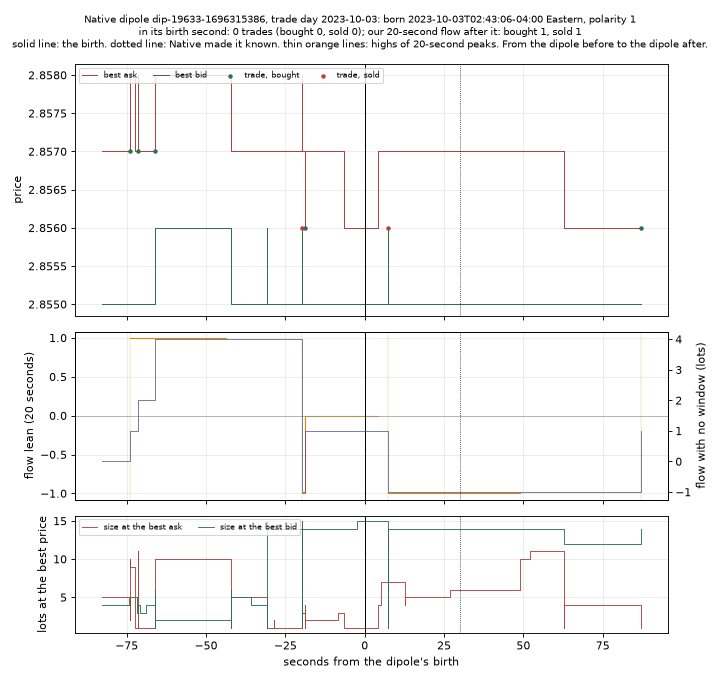 Native dipole dip-19633-1696315386, trade day 2023-10-03: born 2023-10-03T02:43:06-04:00 Eastern, polarity 1
in its birth second: 0 trades (bought 0, sold 0); our 20-second flow after it: bought 1, sold 1
solid line: the birth. dotted line: Native made it known. thin orange lines: highs of 20-second peaks. From the dipole before to the dipole after.
best ask best bid trade, bought trade, sold
2.8580
2.8575
2.8570
2.8565
2.8560
2.8555
2.8550
price
1.0
0.5
0.0
−0.5
−1.0
flow lean (20 seconds)
4
3
2
1
0
−1
flow with no window (lots)
size at the best ask size at the best bid
15
10
5
lots at the best price
−75 −50 −25 0 25 50 75
seconds from the dipole's birth